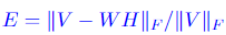 E = ‖V − WH‖_F / ‖V‖_F